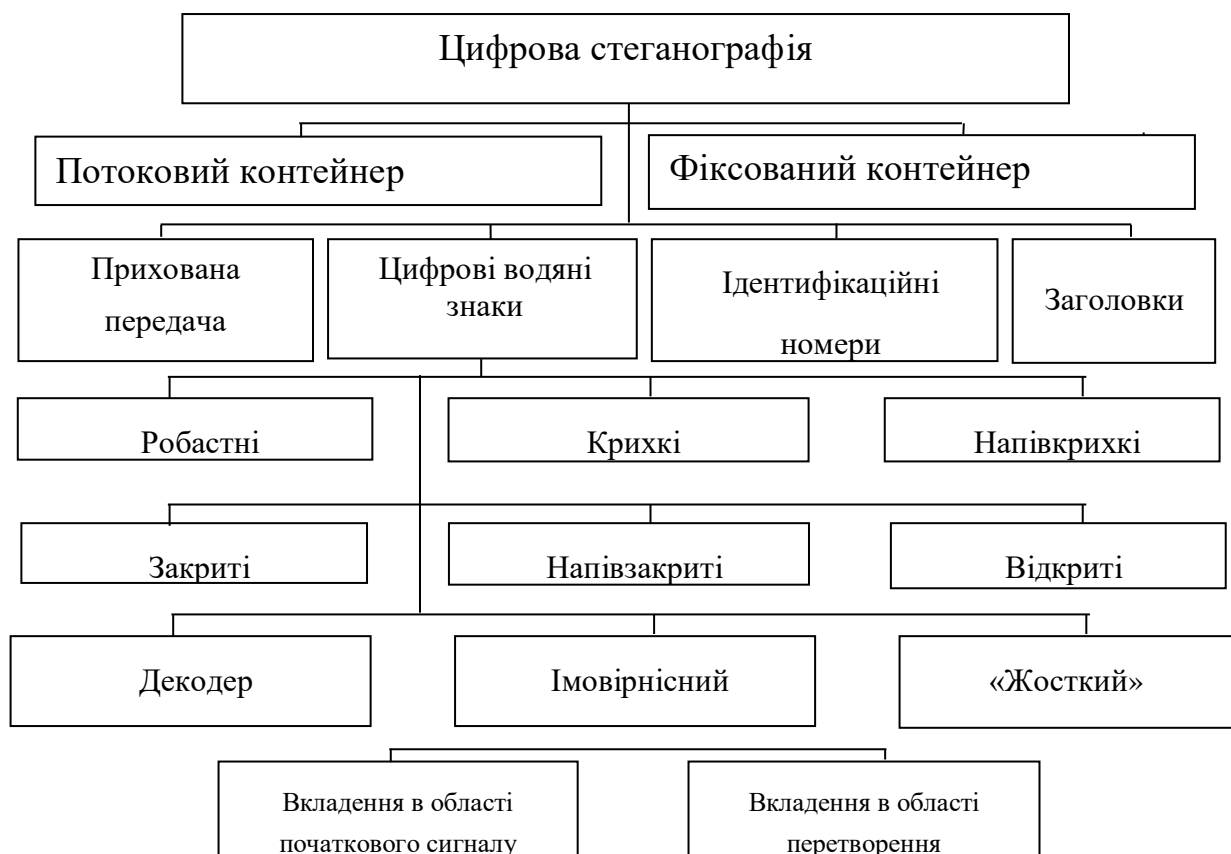 Цифрова стеганографія
Потоковий контейнер
Фіксований контейнер
Прихована
передача
Цифрові водяні
знаки
Ідентифікаційні
номери
Заголовки
Робастні
Крихкі
Напівкрихкі
Закриті
Напівзакриті
Відкриті
Декодер
Імовірнісний
«Жосткий»
Вкладення в області
початкового сигналу
Вкладення в області
перетворення